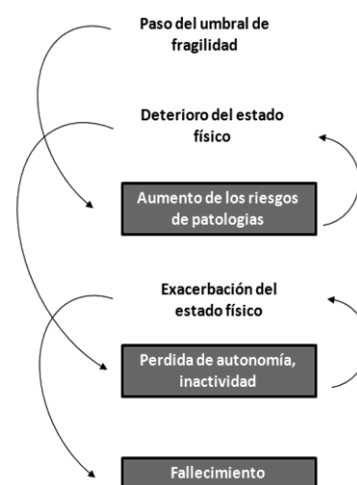 Paso del umbral de
fragilidad
Deterioro del estado
físico
Aumento de los riesgos
de patologias
Exacerbación del
estado físico
Perdida de autonomía,
inactividad
Fallecimiento